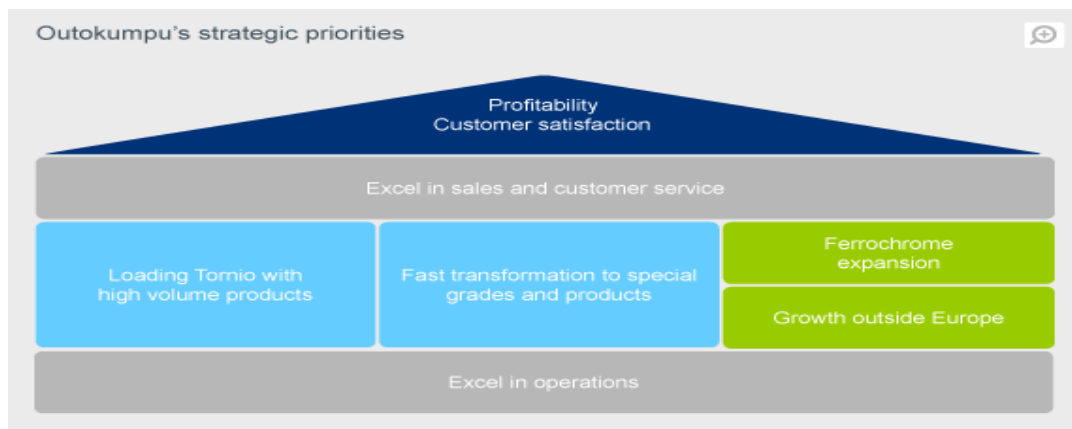 Outokumpu's strategic priorities
Profitability
Customer satisfaction
Excel in sales and customer service
Loading Tornio with
high volume products
Fast transformation to special
grades and products
Ferrochrome
expansion
Growth outside Europe
Excel in operations